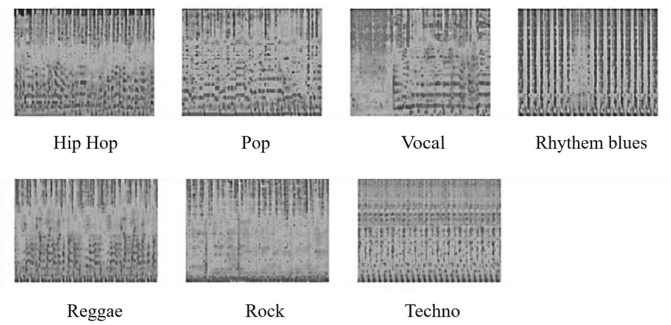 Hip Hop
Pop
Vocal
Rhythem blues
Reggae
Rock
Techno